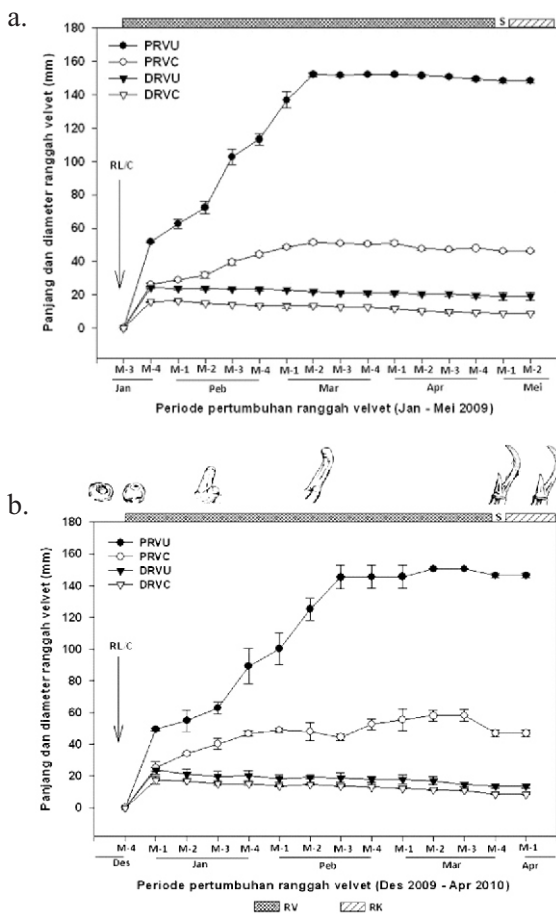 a.
S
PRVU
PRVC
DRVU
DRVC
RL/C
Panjang dan diameter ranggah velvet (mm)
180
160
140
120
100
80
60
40
20
0
M-3 M-4 M-1 M-2 M-3 M-4 M-1 M-2 M-3 M-4 M-1 M-2 M-3 M-4 M-1 M-2
Jan Peb Mar Apr Mei
Periode pertumbuhan ranggah velvet (Jan - Mei 2009)
b.
S
PRVU
PRVC
DRVU
DRVC
RL/C
Panjang dan diameter ranggah velvet (mm)
180
160
140
120
100
80
60
40
20
0
M-4 M-1 M-2 M-3 M-4 M-1 M-2 M-3 M-4 M-1 M-2 M-3 M-4 M-1
Des Jan Peb Mar Apr
Periode pertumbuhan ranggah velvet (Des 2009 - Apr 2010)
RV RK